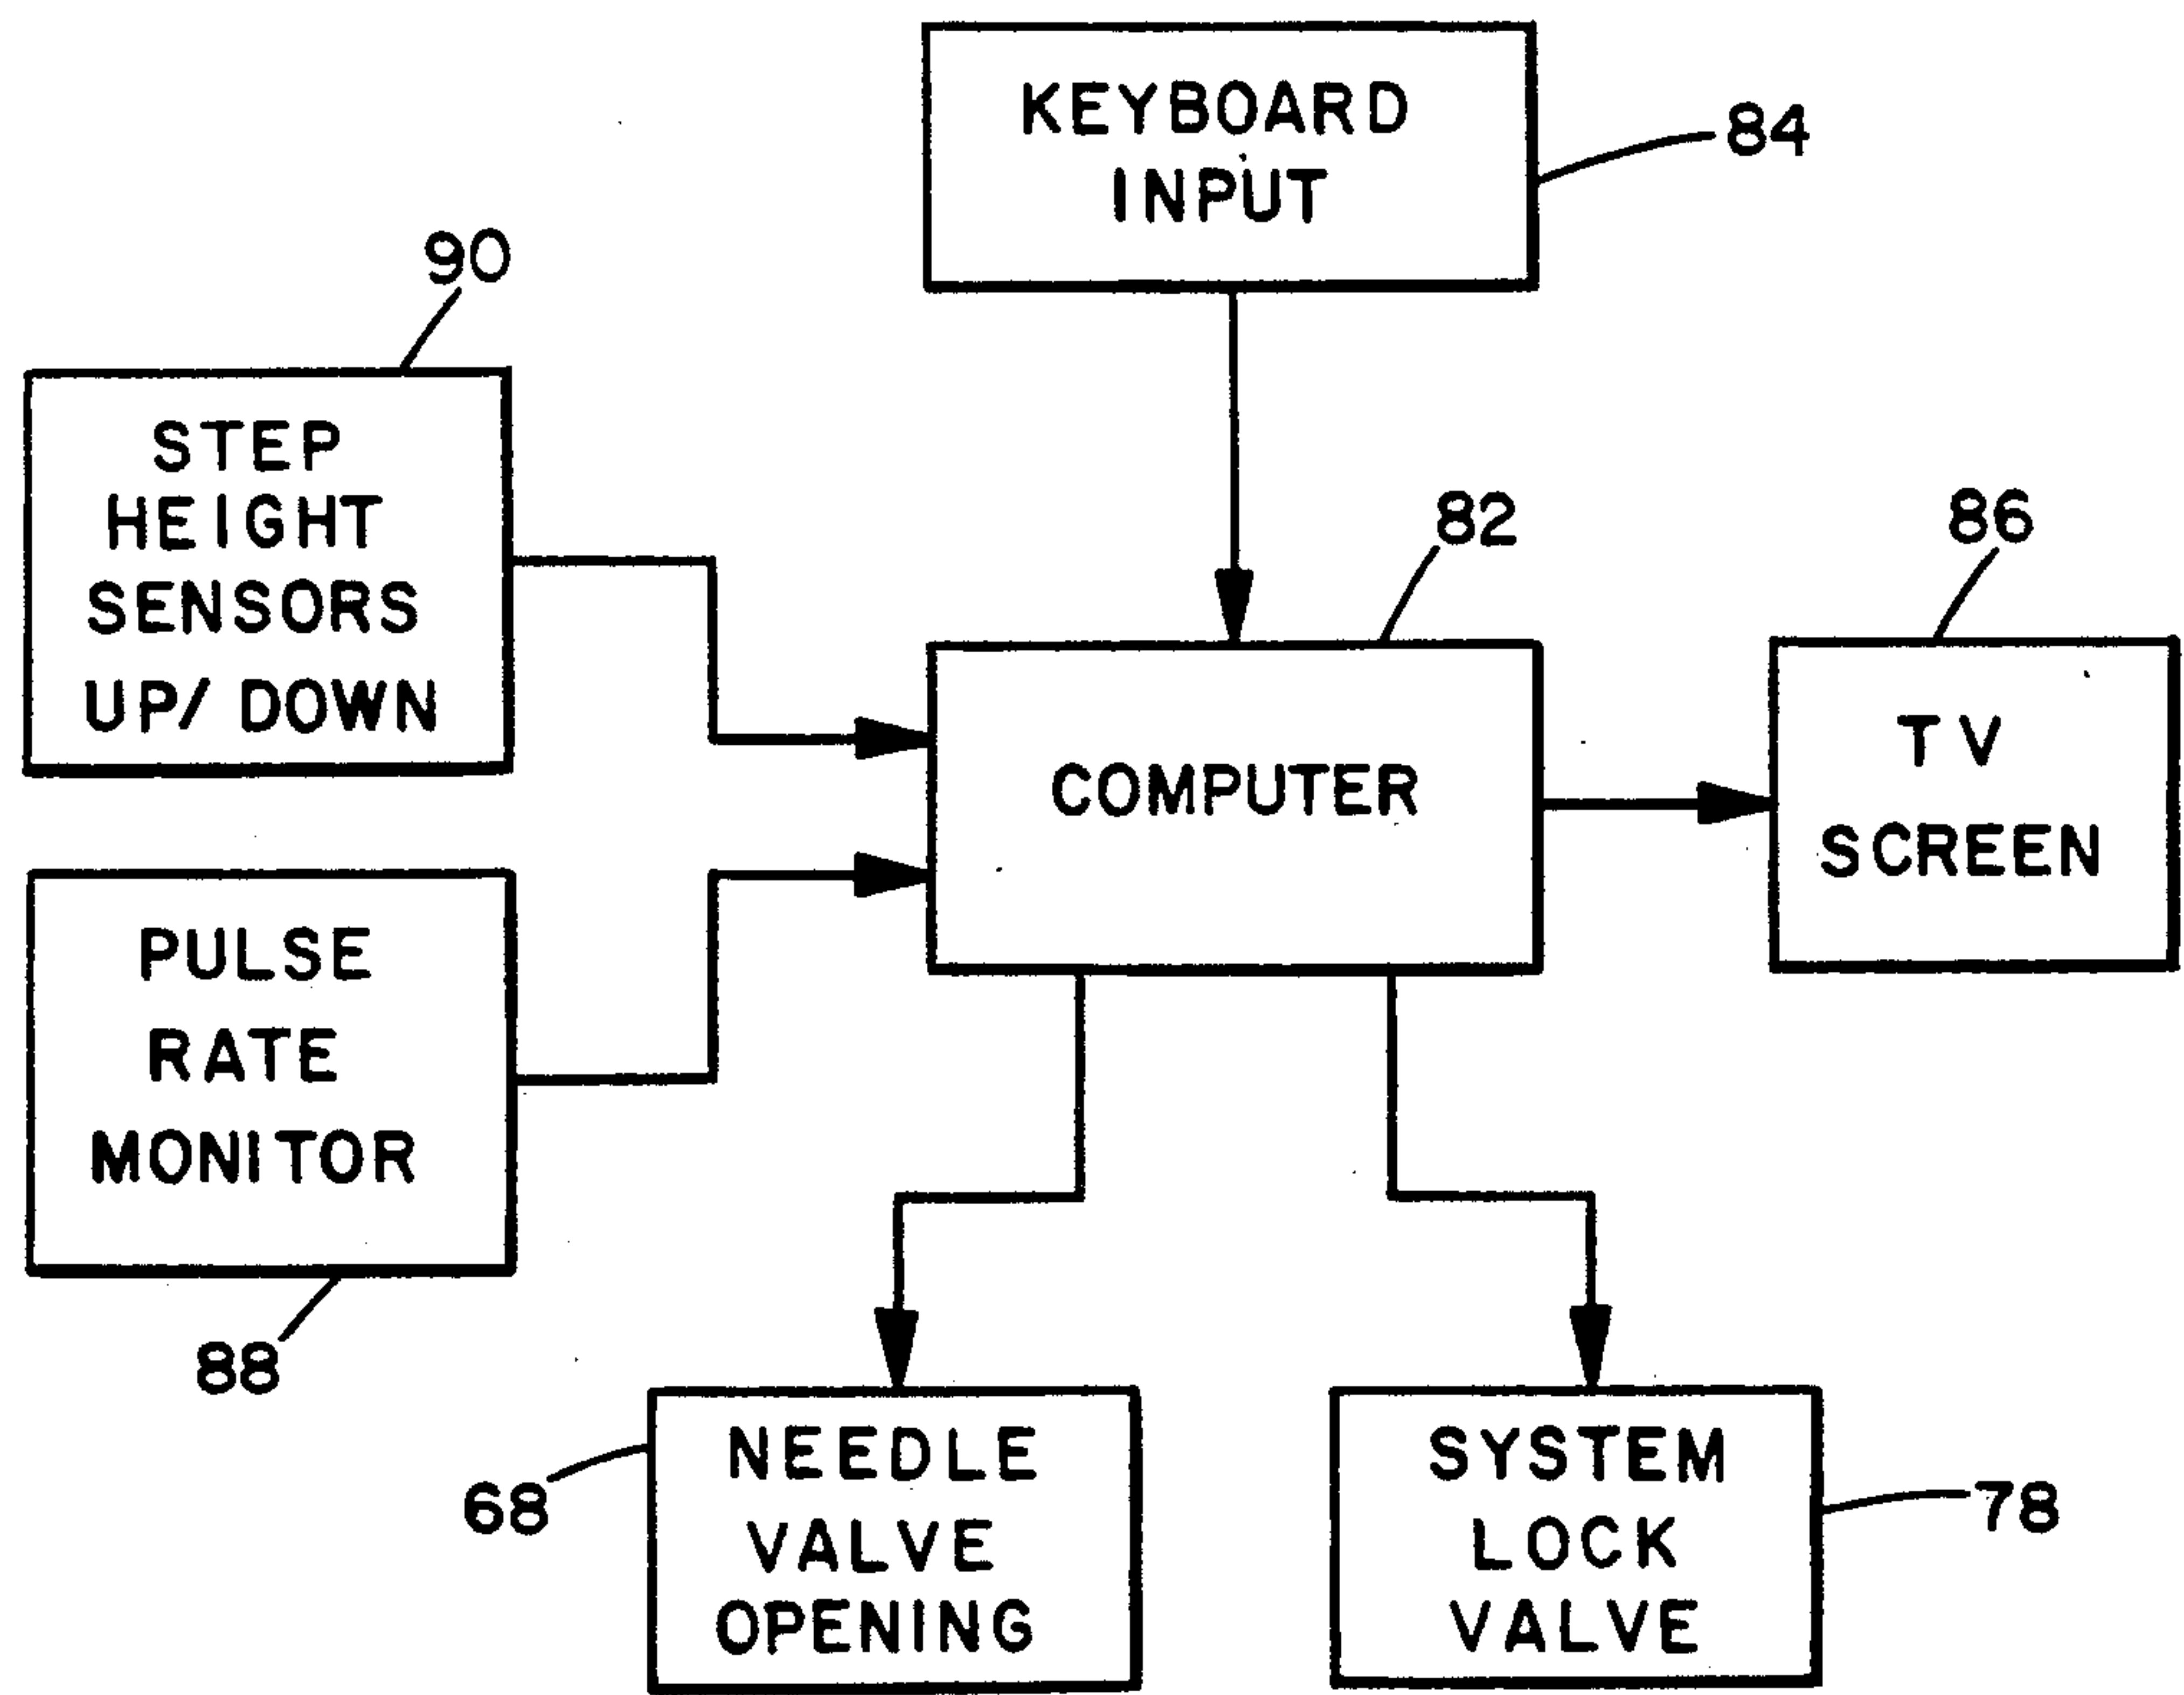 KEYBOARD
INPUT
84
90
STEP
HEIGHT
SENSORS
UP/ DOWN
82
86
COMPUTER
TV
SCREEN
PULSE
RATE
MONITOR
88
68
NEEDLE
VALVE
OPENING
SYSTEM
LOCK
VALVE
78